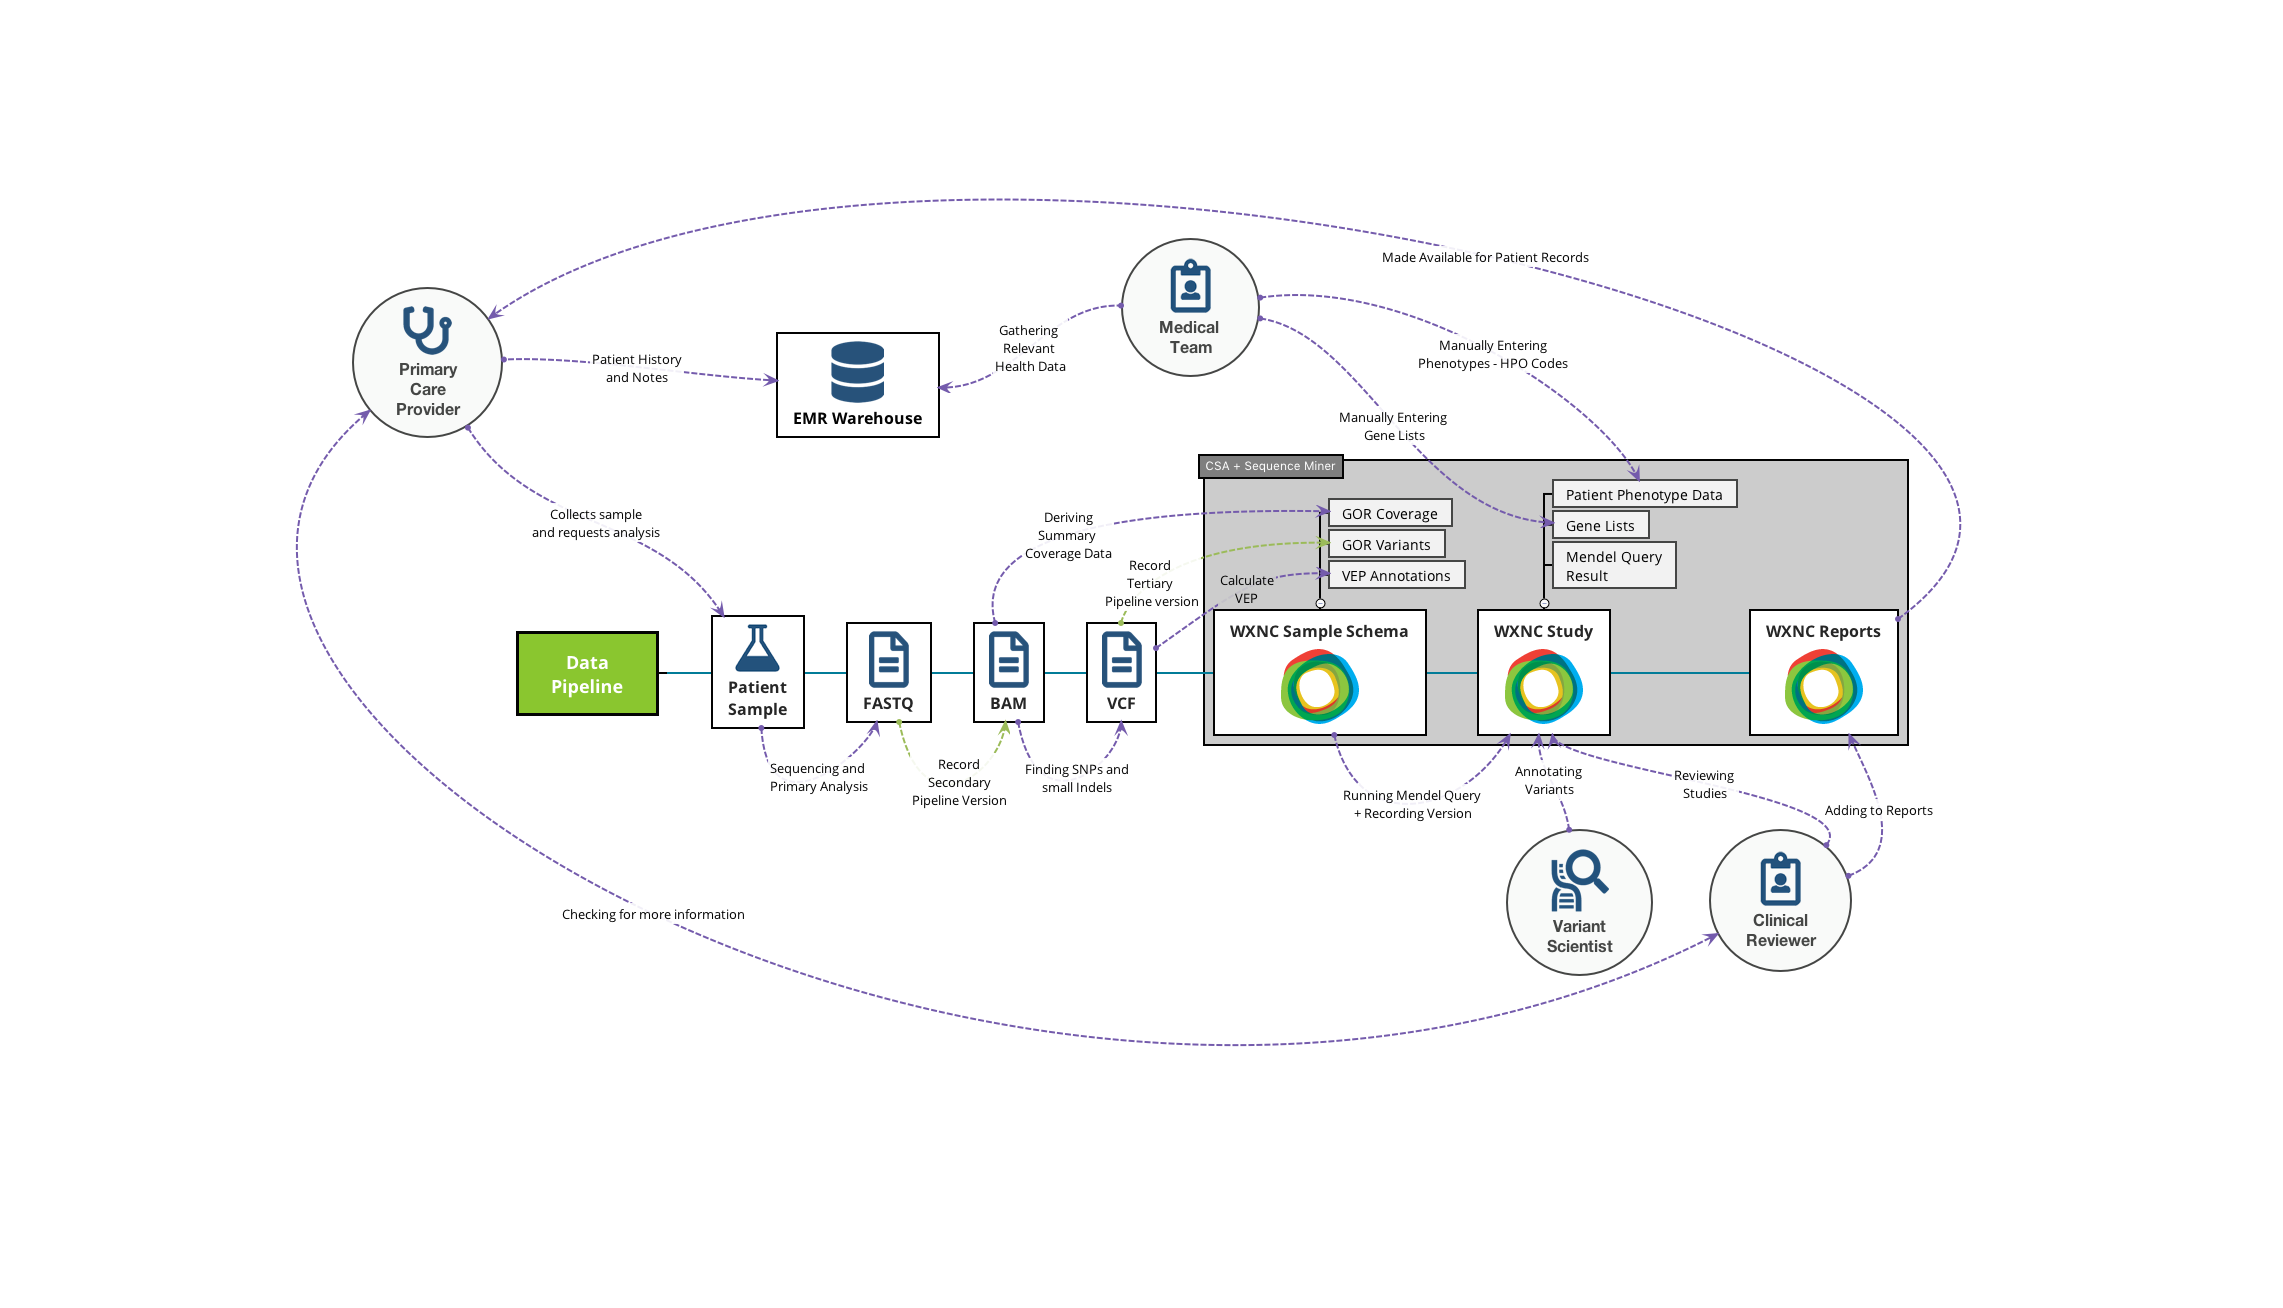 Made Available for Patient Records
Primary
Care
Provider
Patient History
and Notes
EMR Warehouse
Gathering
Relevant
Health Data
Medical
Team
Manually Entering
Phenotypes - HPO Codes
Manually Entering
Gene Lists
Collects sample
and requests analysis
CSA + Sequence Miner
Deriving
Summary
Coverage Data
Record
Tertiary
Pipeline version
Calculate
VEP
GOR Coverage
GOR Variants
VEP Annotations
Patient Phenotype Data
Gene Lists
Mendel Query
Result
Data
Pipeline
Patient
Sample
FASTQ
BAM
VCF
WXNC Sample Schema
WXNC Study
WXNC Reports
Sequencing and
Primary Analysis
Record
Secondary
Pipeline Version
Finding SNPs and
small Indels
Running Mendel Query
+ Recording Version
Annotating
Variants
Reviewing
Studies
Adding to Reports
Variant
Scientist
Clinical
Reviewer
Checking for more information